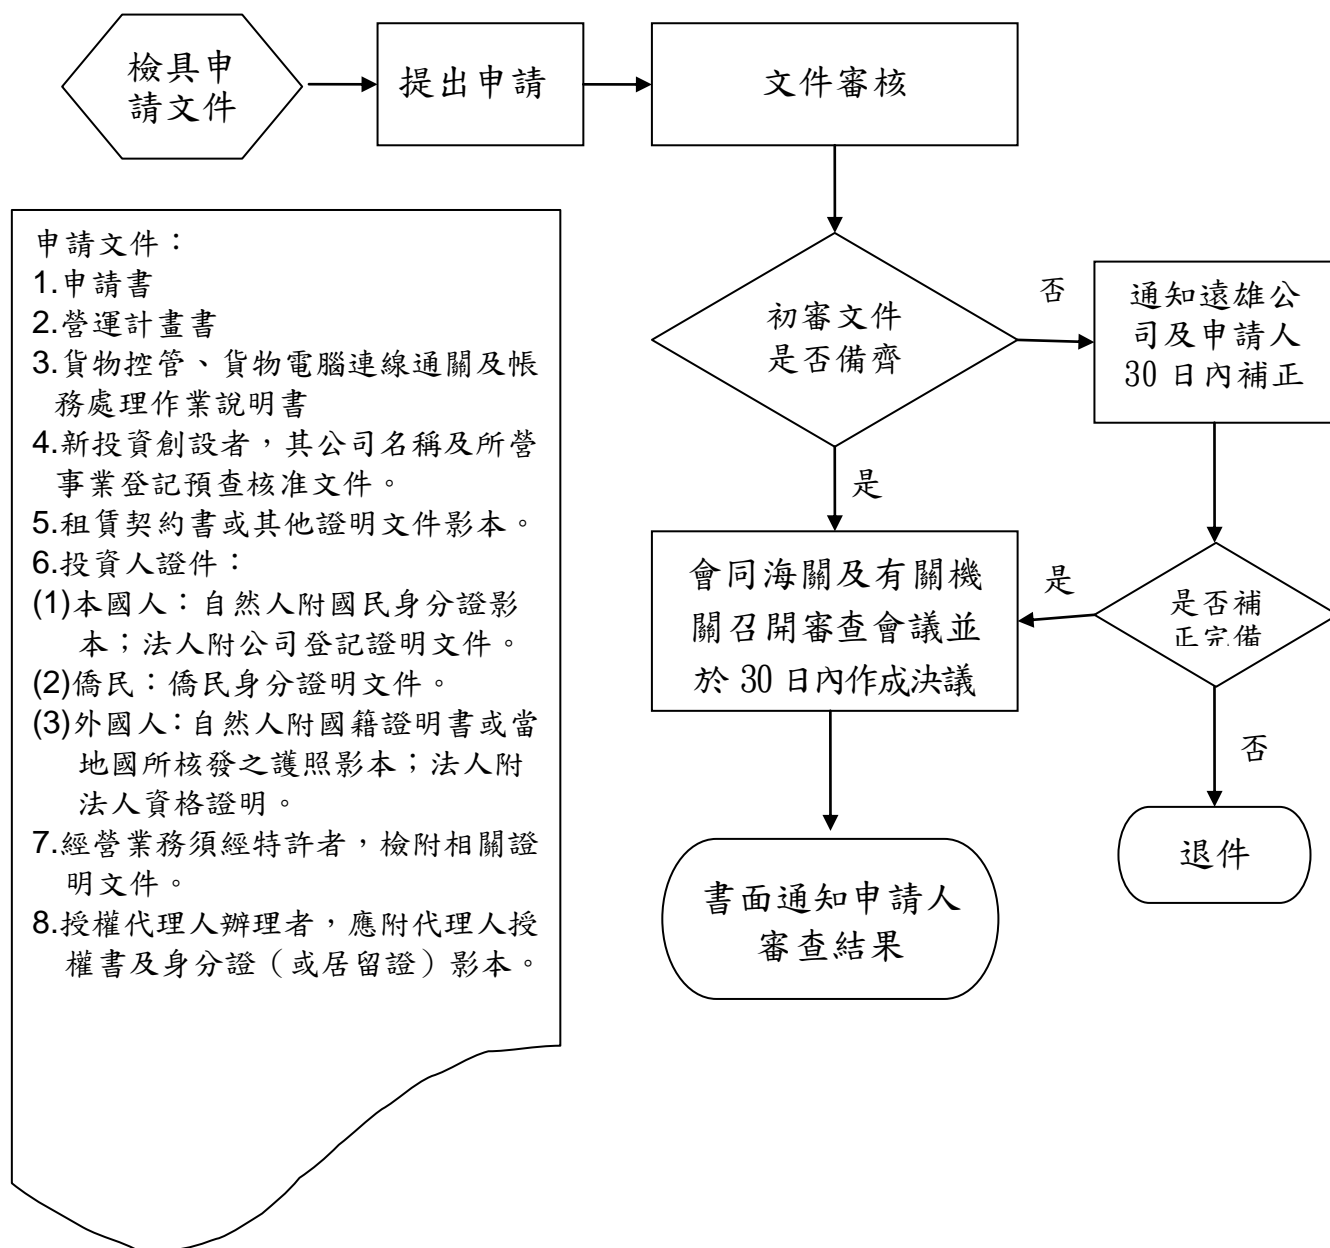 檢具申
請文件
提出申請
文件審核
申請文件：
1.申請書
2.營運計畫書
3.貨物控管、貨物電腦連線通關及帳
務處理作業說明書
4.新投資創設者，其公司名稱及所營
事業登記預查核准文件。
5.租賃契約書或其他證明文件影本。
6.投資人證件：
(1)本國人：自然人附國民身分證影
本；法人附公司登記證明文件。
(2)僑民：僑民身分證明文件。
(3)外國人：自然人附國籍證明書或當
地國所核發之護照影本；法人附
法人資格證明。
7.經營業務須經特許者，檢附相關證
明文件。
8.授權代理人辦理者，應附代理人授
權書及身分證（或居留證）影本。
初審文件
是否備齊
否
通知遠雄公
司及申請人
30 日內補正
是
會同海關及有關機
關召開審查會議並
於 30 日內作成決議
是
是否補
正完備
否
退件
書面通知申請人
審查結果